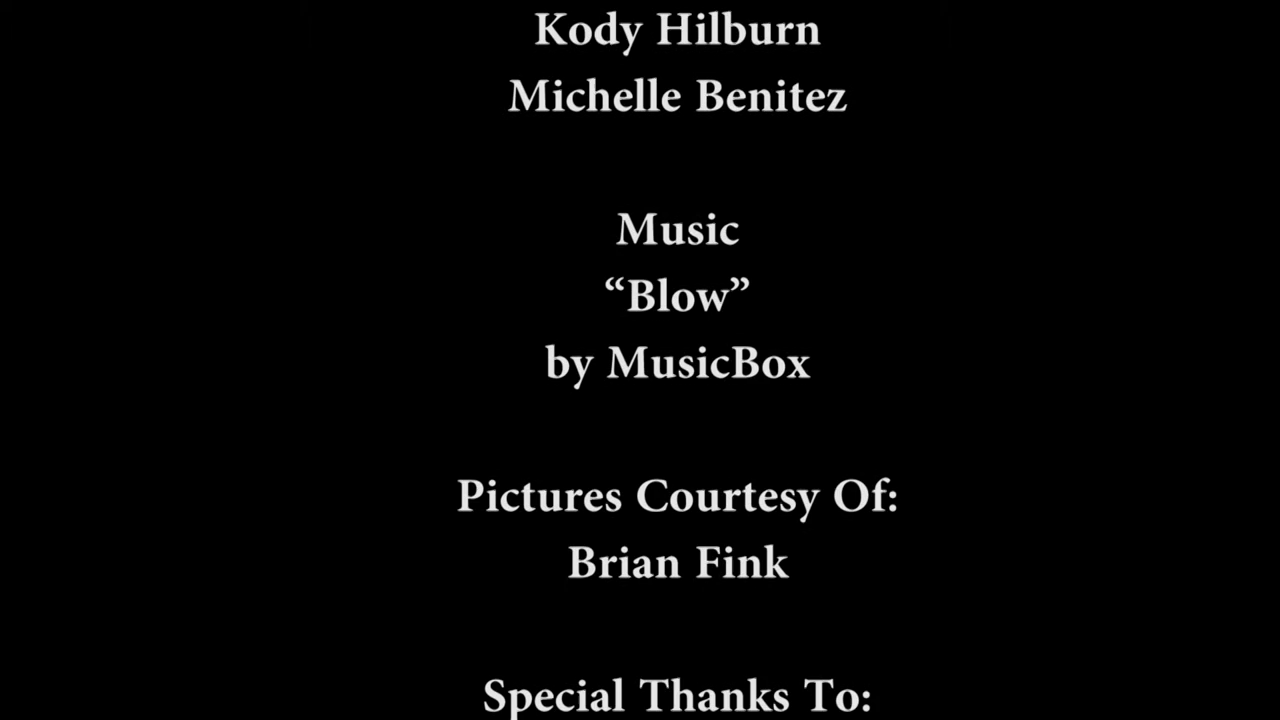 Kody Hilburn
Michelle Benitez
Music
“Blow”
by MusicBox
Pictures Courtesy Of:
Brian Fink
Special Thanks To: